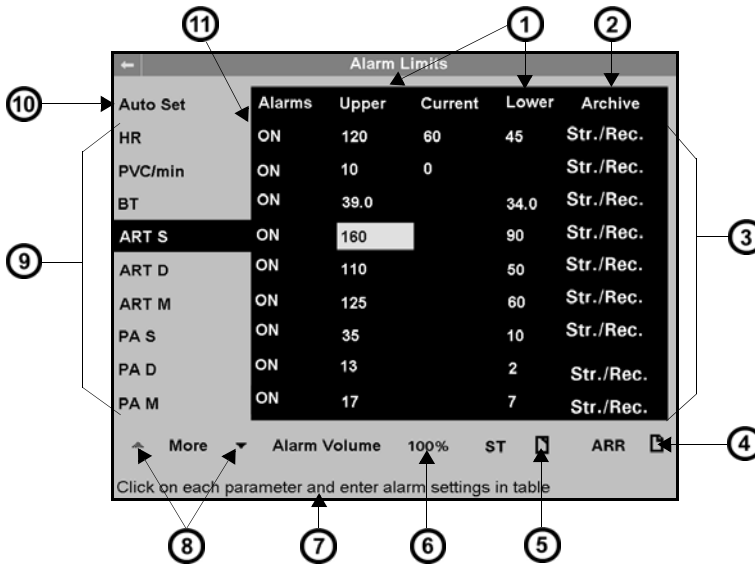 11 1 2
Alarm Limits
10 Auto Set Alarms Upper Current Lower Archive
HR ON 120 60 45 Str./Rec.
PVC/min ON 10 0 Str./Rec.
BT ON 39.0 34.0 Str./Rec.
ART S ON 160 90 Str./Rec.
9 3
ART D ON 110 50 Str./Rec.
ART M ON 125 60 Str./Rec.
PA S ON 35 10 Str./Rec.
PA D ON 13 2 Str./Rec.
PA M ON 17 7 Str./Rec.
More Alarm Volume 100% ST ARR 4
Click on each parameter and enter alarm settings in table
8 7 6 5